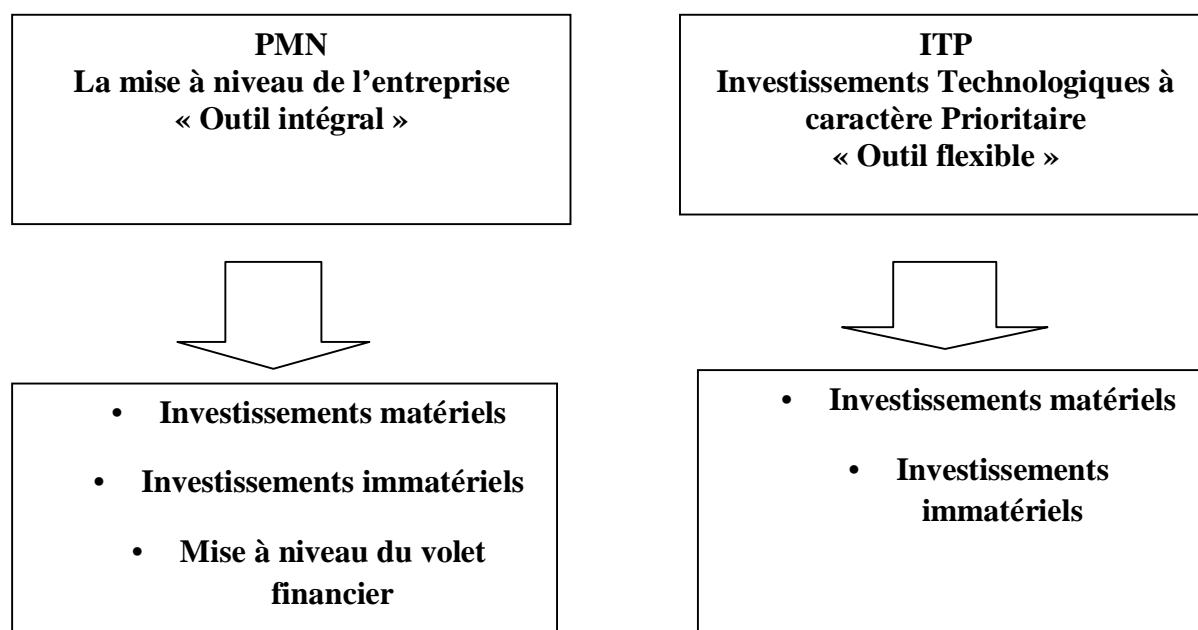 PMN
La mise à niveau de l’entreprise
« Outil intégral »
• Investissements matériels
• Investissements immatériels
• Mise à niveau du volet
financier
ITP
Investissements Technologiques à
caractère Prioritaire
« Outil flexible »
• Investissements matériels
• Investissements
immatériels